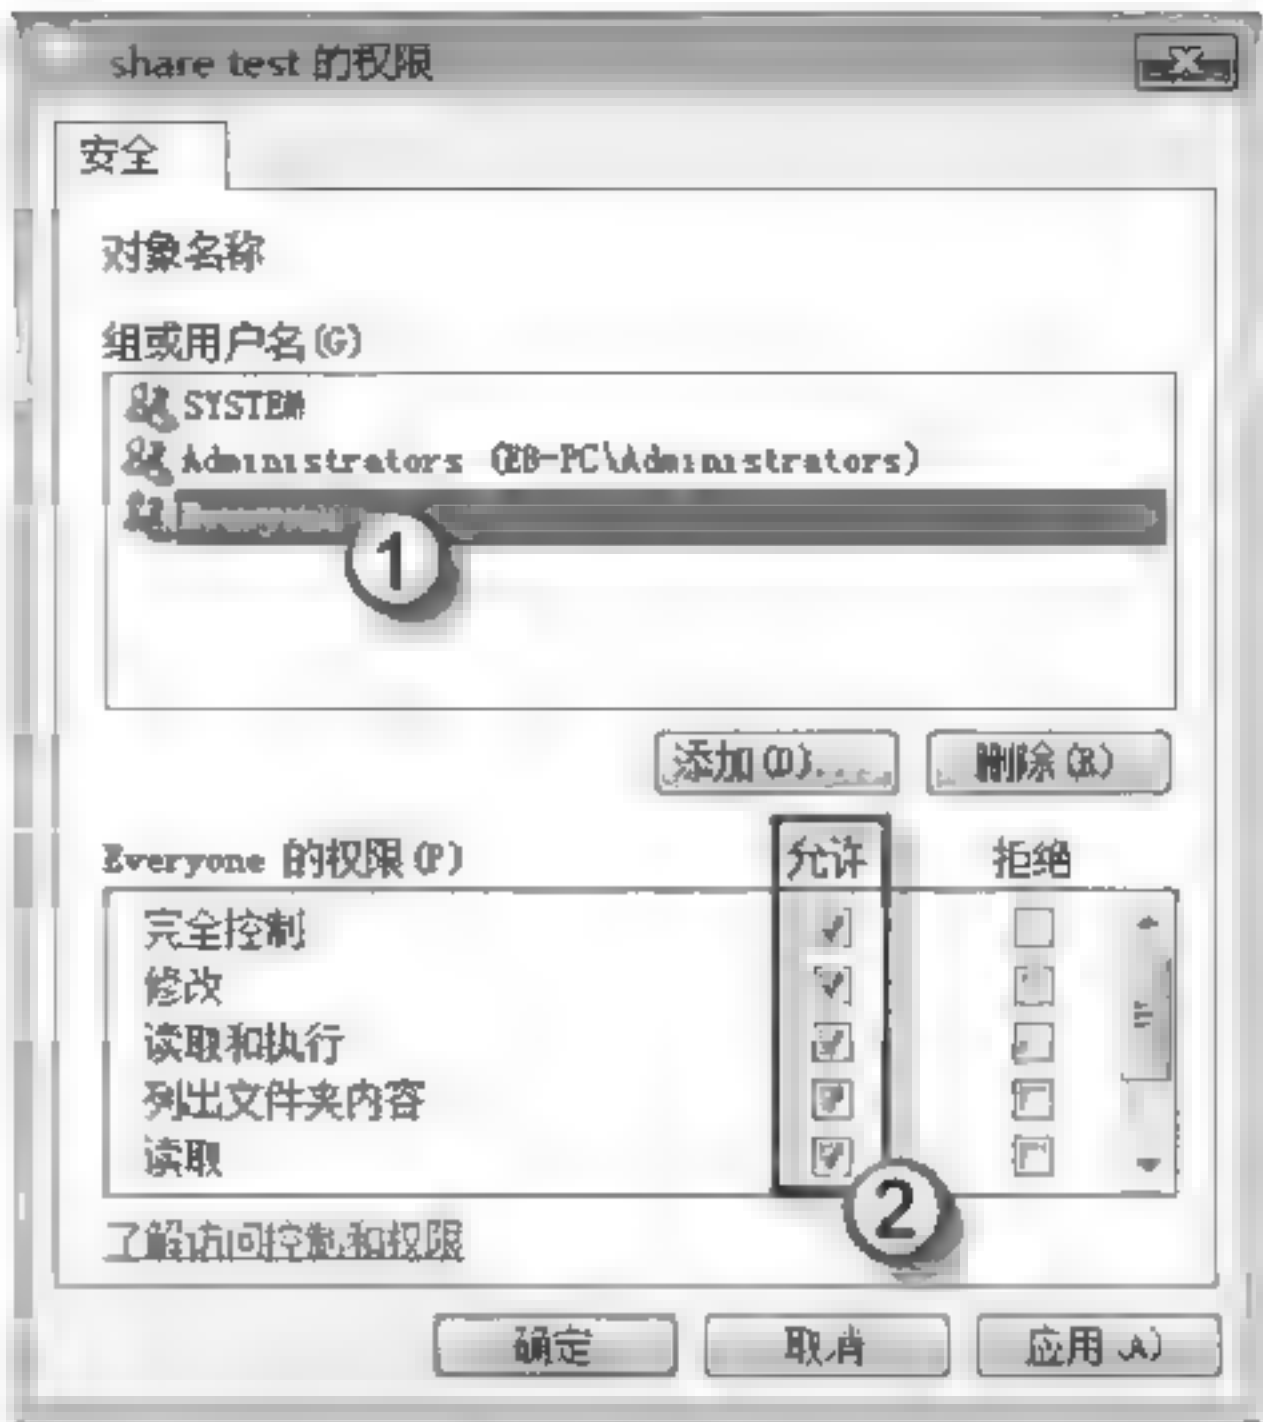 share test 的权限
安全
对象名称
组或用户名(G)
SYSTEM
Administrators (EB-PC\Administrators)
1
添加(D)... 删除(R)
Everyone 的权限(P) 允许 拒绝
完全控制
修改
读取和执行
列出文件夹内容
读取
2
了解访问控制和权限
确定 取消 应用(A)